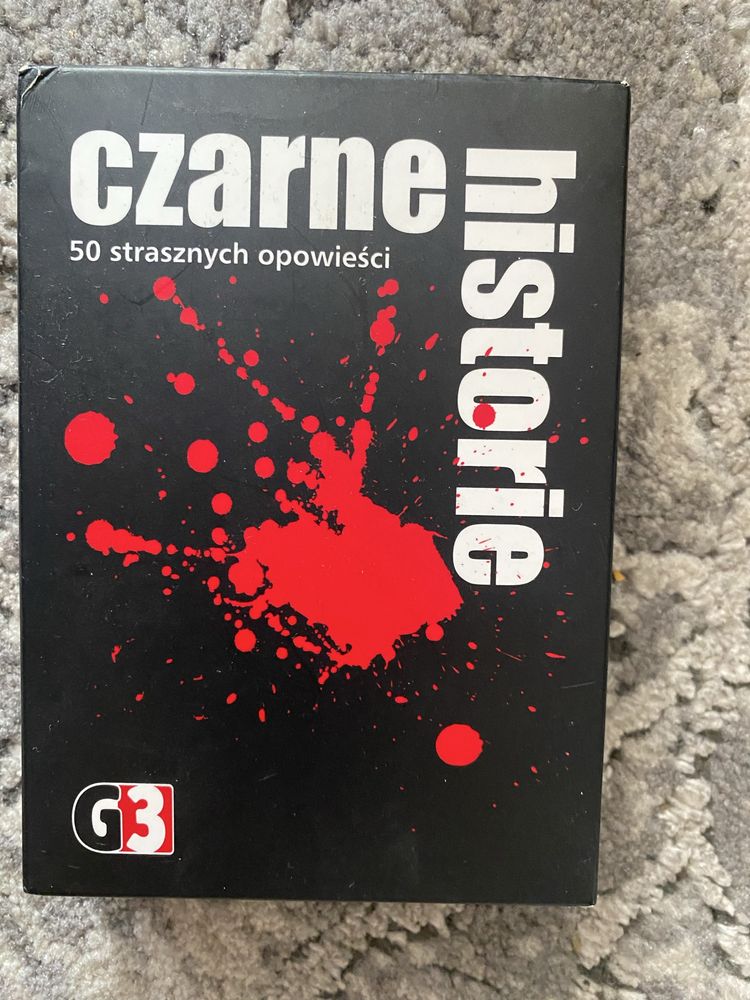 czarne
historie
50 strasznych opowieści
G3